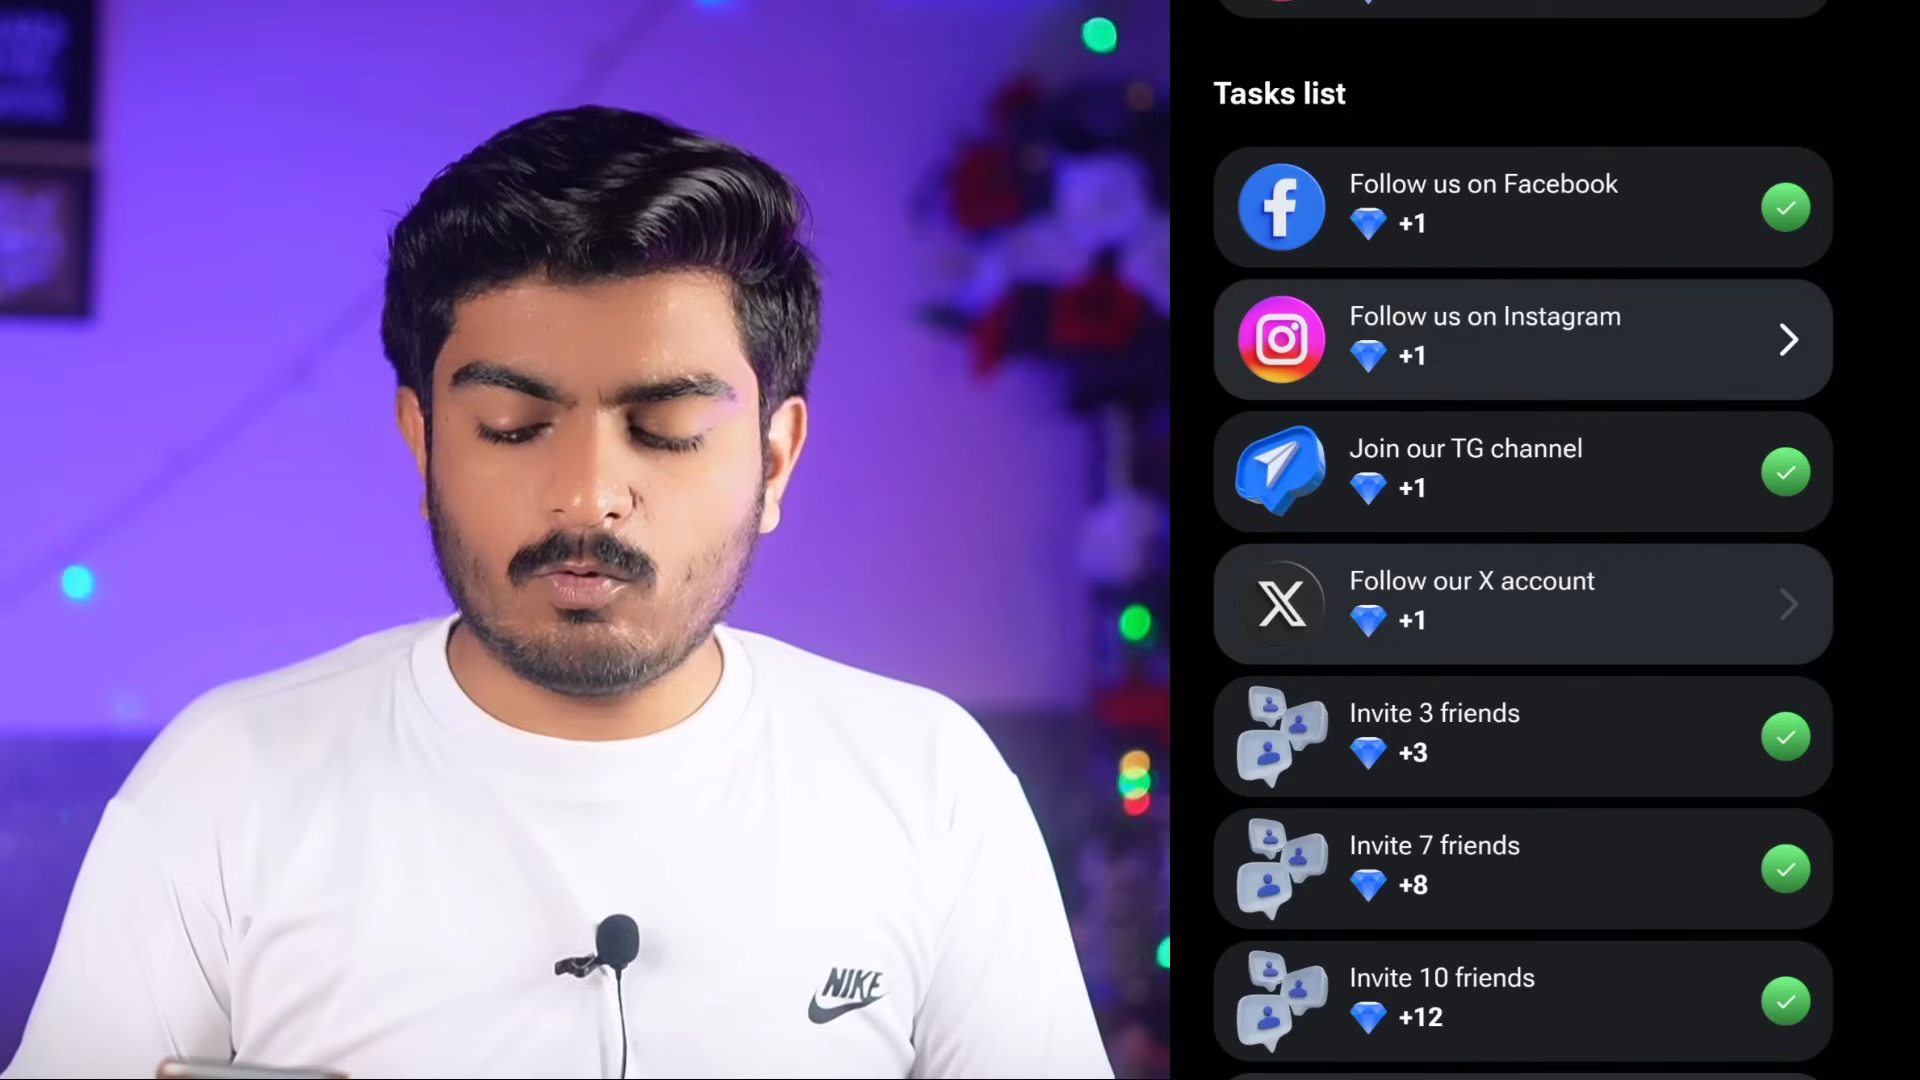 Tasks list
Follow us on Facebook
+1
Follow us on Instagram
+1
Join our TG channel
+1
Follow our X account
+1
Invite 3 friends
+3
Invite 7 friends
+8
Invite 10 friends
+12
NIKE